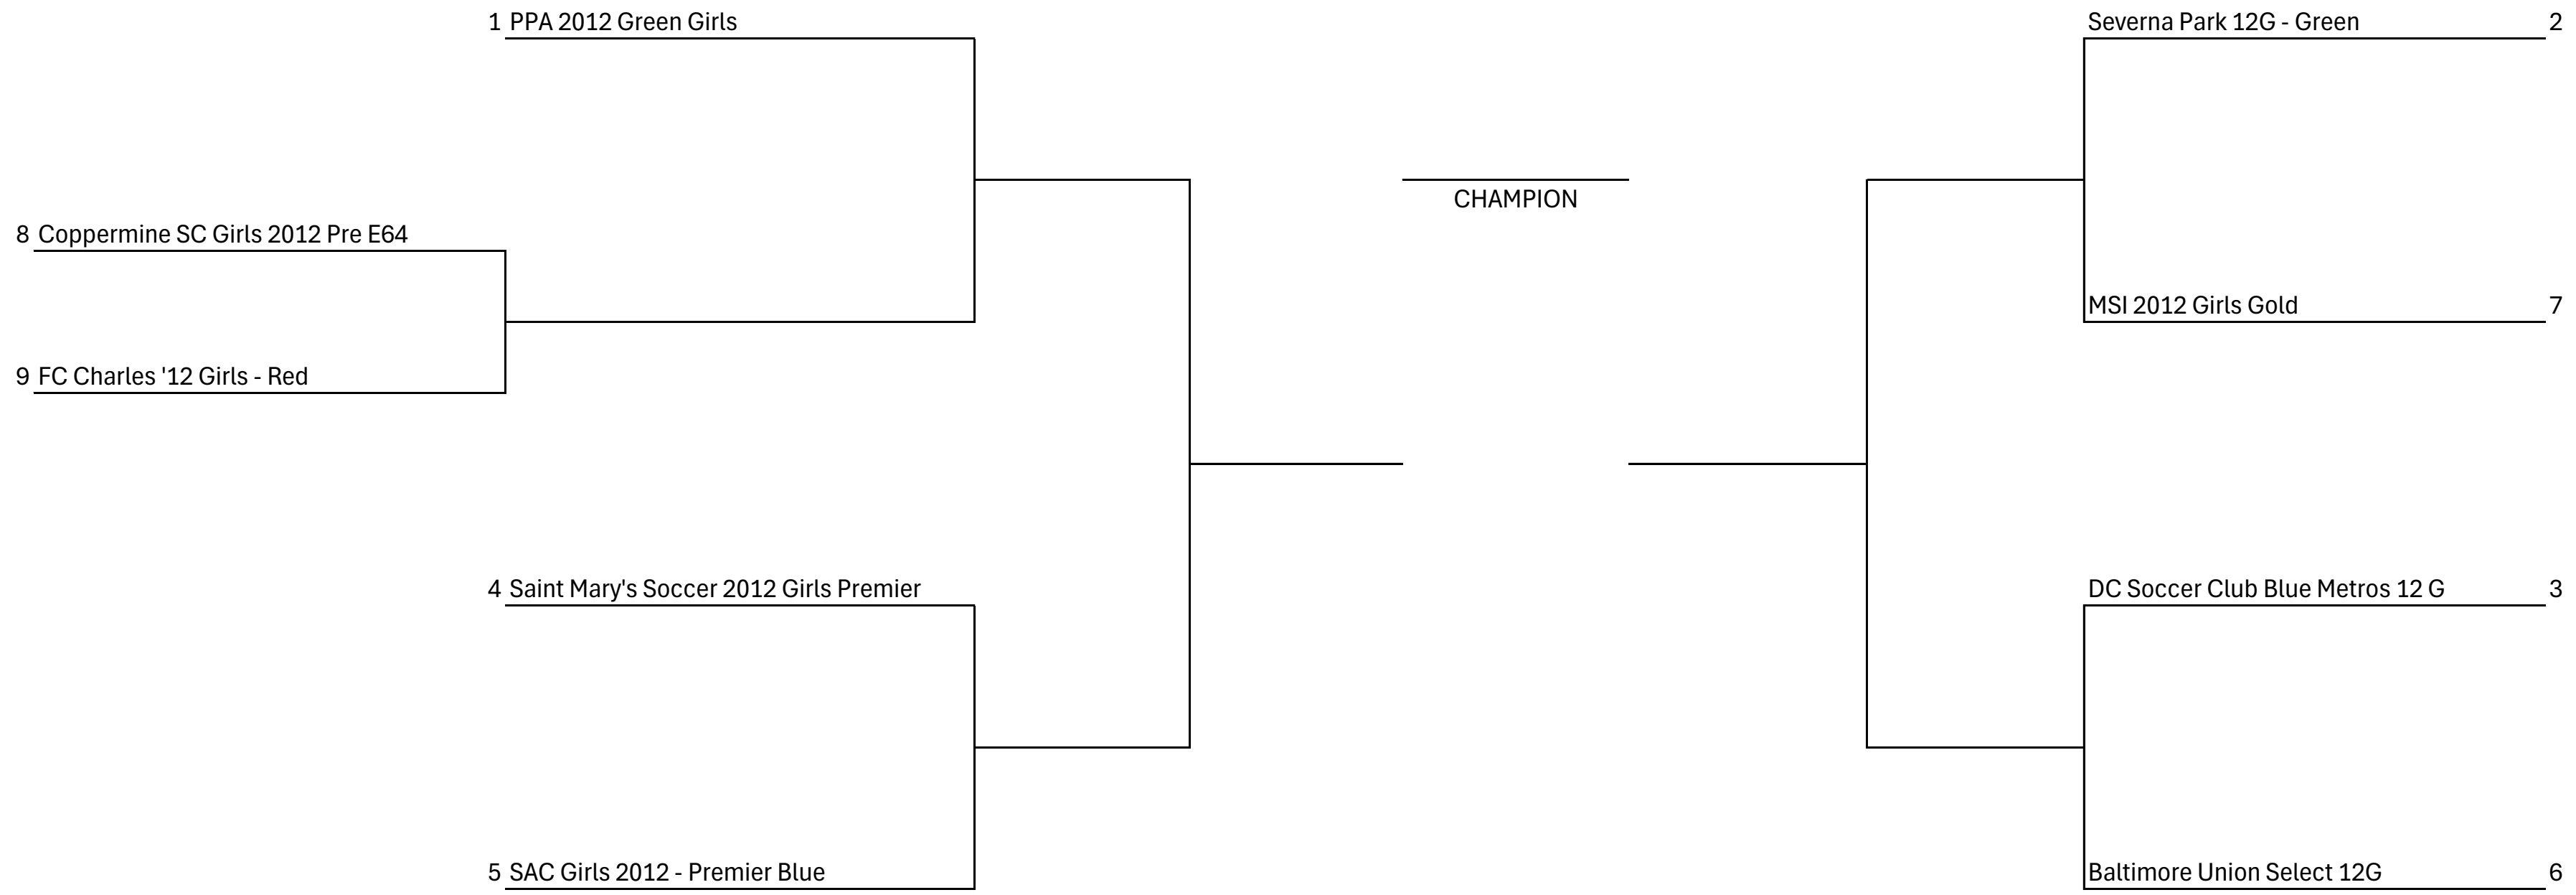 1 PPA 2012 Green Girls
Severna Park 12G - Green 2
CHAMPION
8 Coppermine SC Girls 2012 Pre E64
MSI 2012 Girls Gold 7
9 FC Charles '12 Girls - Red
4 Saint Mary's Soccer 2012 Girls Premier
DC Soccer Club Blue Metros 12 G 3
5 SAC Girls 2012 - Premier Blue
Baltimore Union Select 12G 6